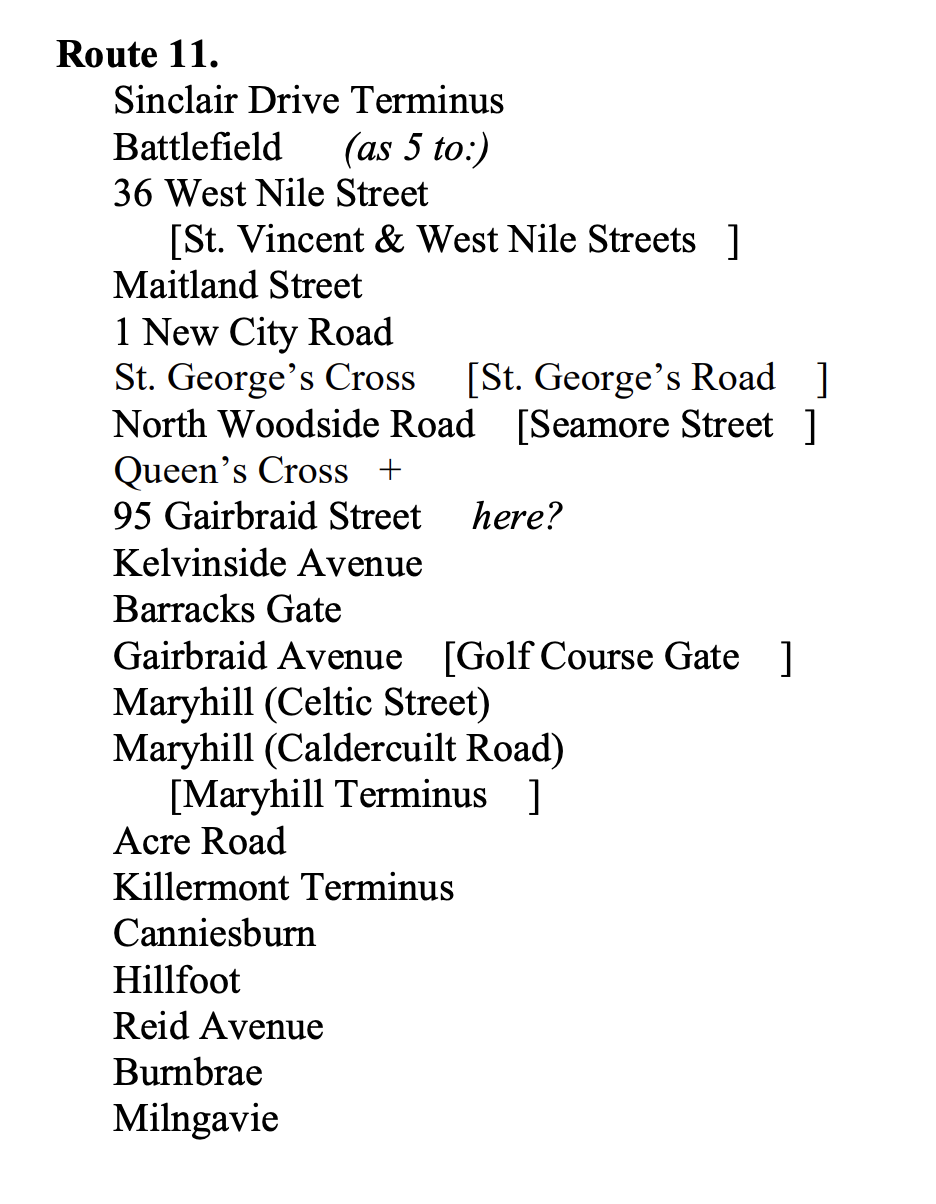 Route 11.
Sinclair Drive Terminus
Battlefield (as 5 to:)
36 West Nile Street
[St. Vincent & West Nile Streets ]
Maitland Street
1 New City Road
St. George’s Cross [St. George’s Road ]
North Woodside Road [Seamore Street ]
Queen’s Cross +
95 Gairbraid Street here?
Kelvinside Avenue
Barracks Gate
Gairbraid Avenue [Golf Course Gate ]
Maryhill (Celtic Street)
Maryhill (Caldercuilt Road)
[Maryhill Terminus ]
Acre Road
Killermont Terminus
Canniesburn
Hillfoot
Reid Avenue
Burnbrae
Milngavie